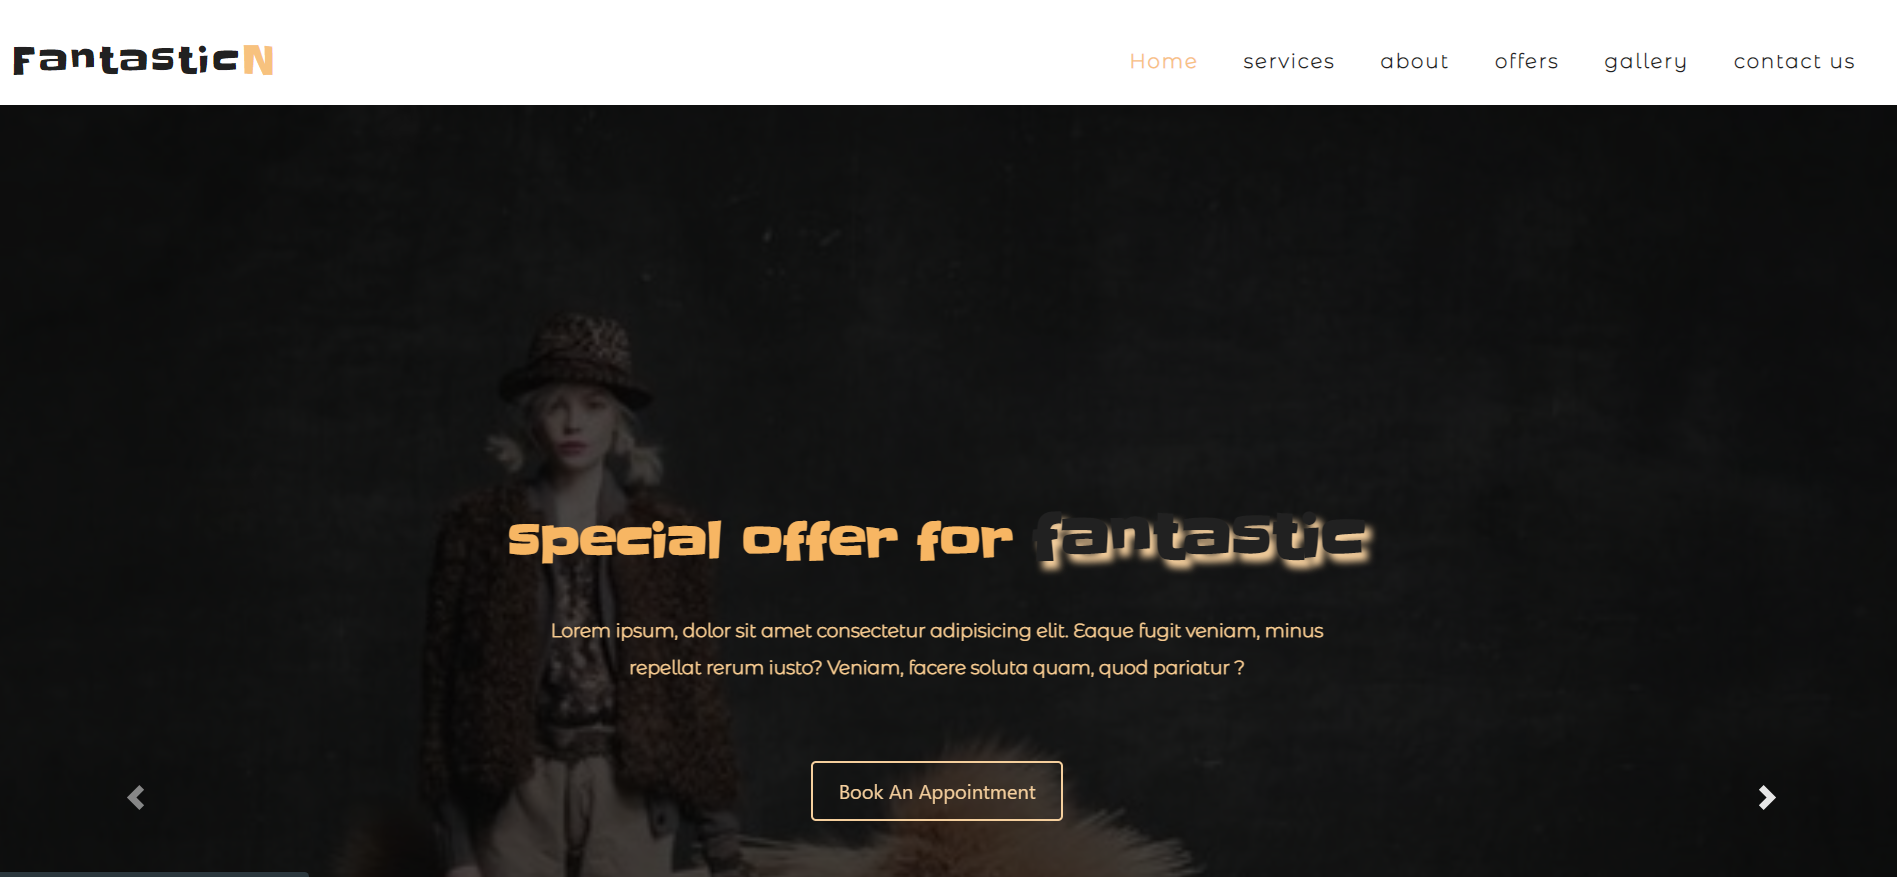 FantasticN
Home services about offers gallery contact us
special offer for fantastic
Lorem ipsum, dolor sit amet consectetur adipisicing elit. Eaque fugit veniam, minus
repellat rerum iusto? Veniam, facere soluta quam, quod pariatur ?
Book An Appointment